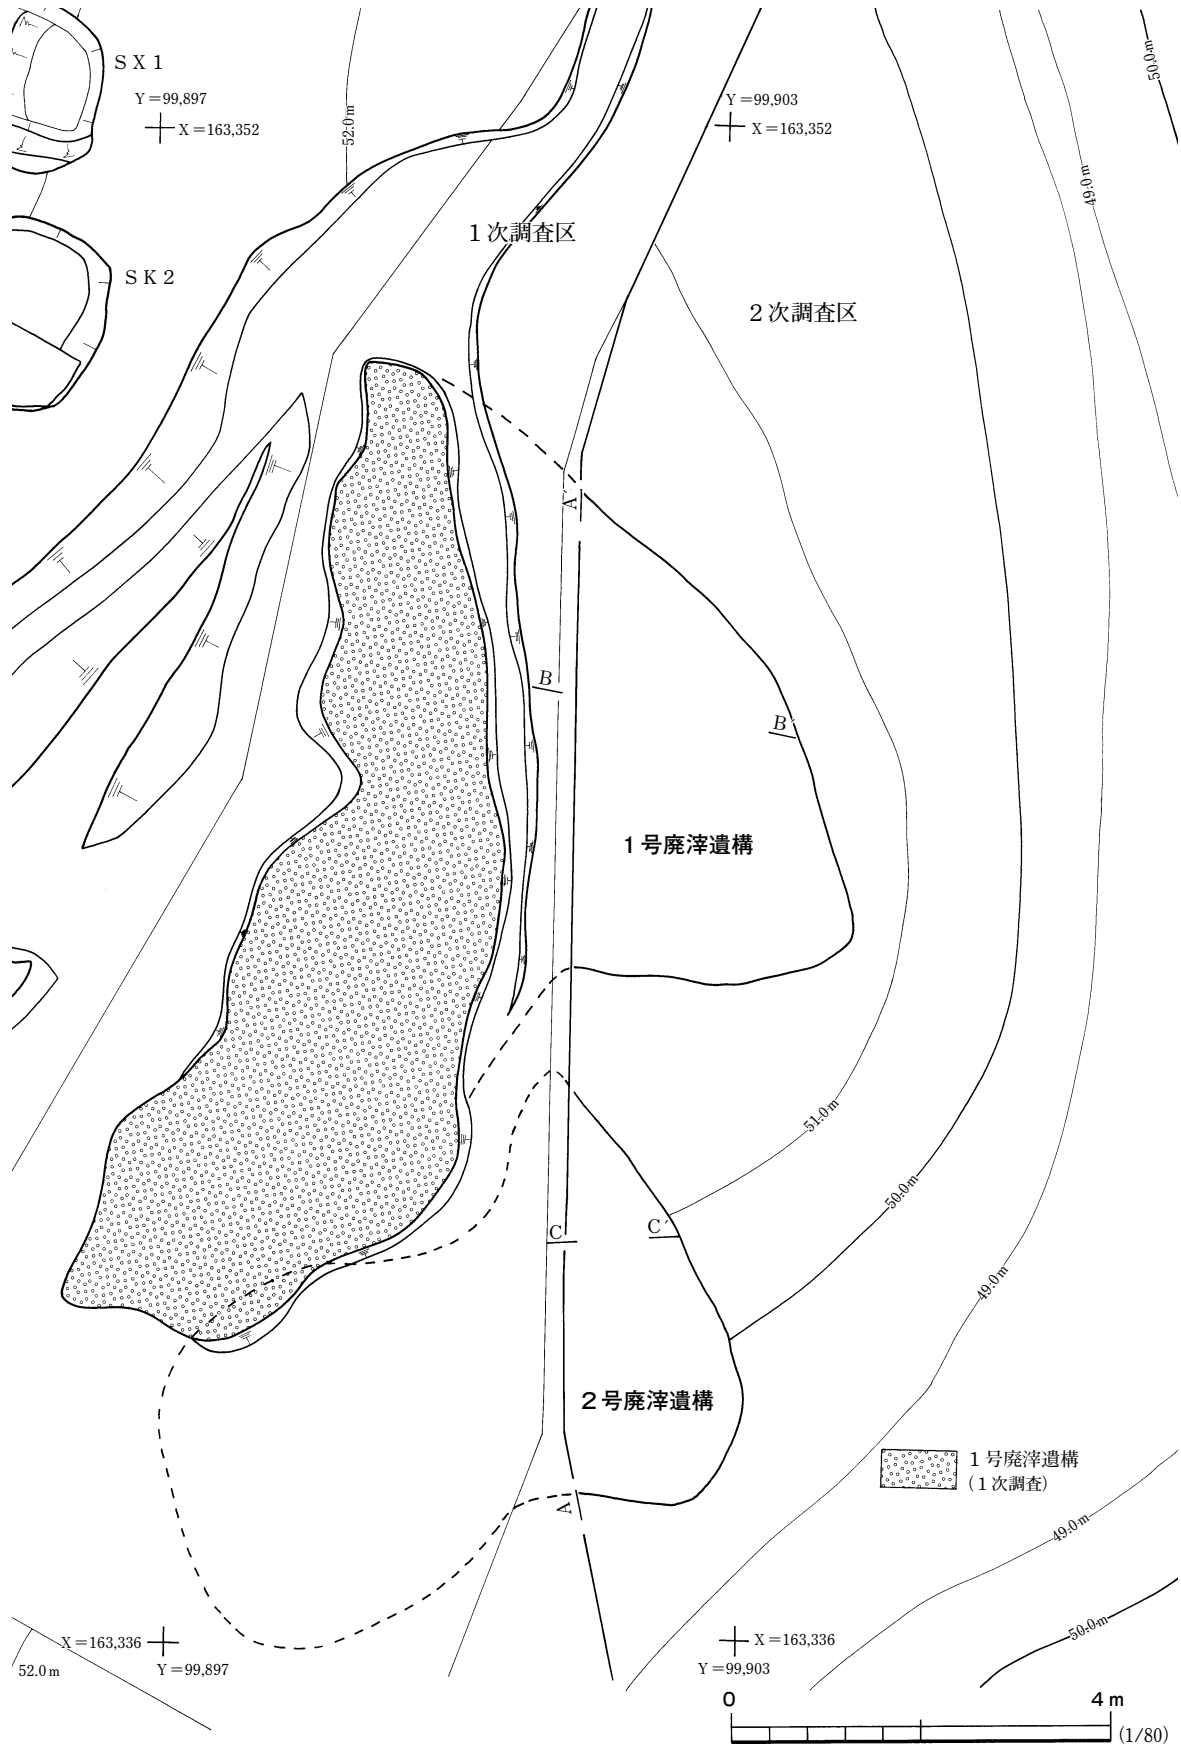 SX1
Y＝99,897
X＝163,352
52.0m
Y＝99,903
X＝163,352
50.0m
49.0m
1次調査区
SK2
2次調査区
A′
B
B′
1号廃滓遺構
51.0m
50.0m
C
C′
49.0m
2号廃滓遺構
1号廃滓遺構
(1次調査)
A
49.0m
X＝163,336
Y＝99,897
52.0m
X＝163,336
Y＝99,903
50.0m
0
4m
(1/80)